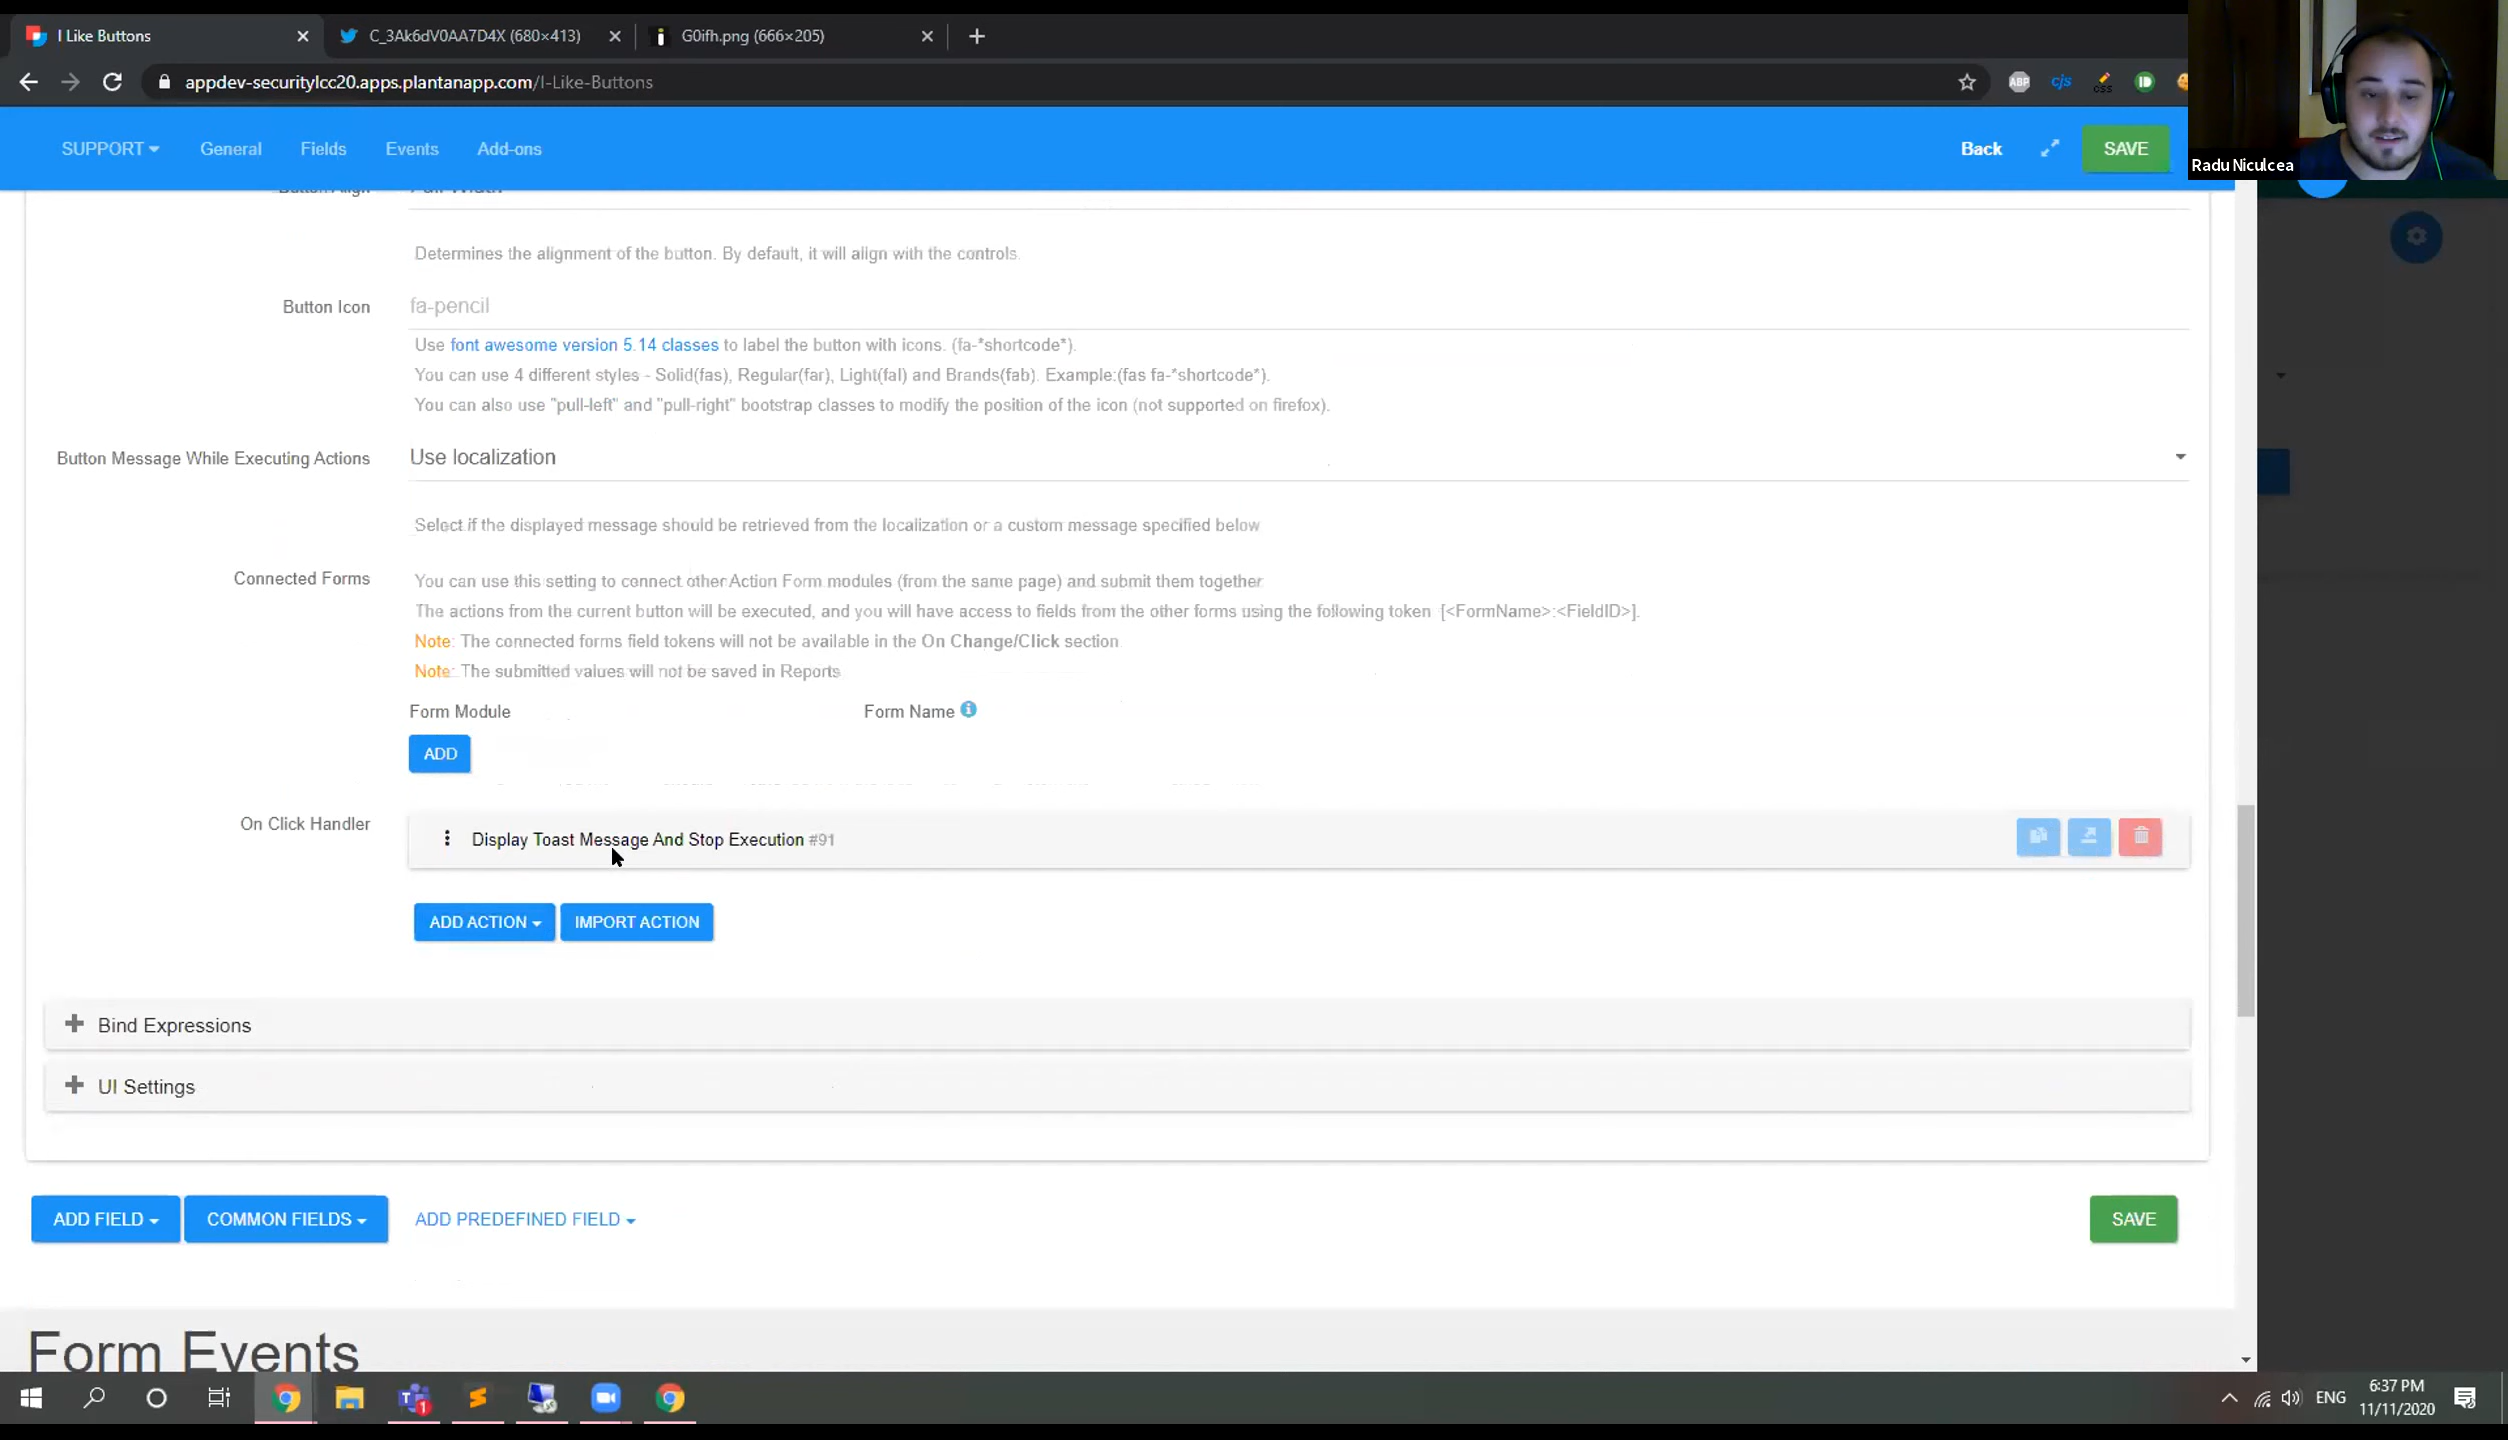 I Like Buttons
C_3Ak6dV0AA7D4X (680×413)
G0ifh.png (666×205)
appdev-securitylcc20.apps.plantanapp.com/I-Like-Buttons
ABP
cjs
css
SUPPORT
General
Fields
Events
Add-ons
Back
SAVE
Radu Niculcea
Button Align
Full Width
Determines the alignment of the button. By default, it will align with the controls.
Button Icon
fa-pencil
Use font awesome version 5.14 classes to label the button with icons. (fa-*shortcode*).
You can use 4 different styles - Solid(fas), Regular(far), Light(fal) and Brands(fab). Example:(fas fa-*shortcode*).
You can also use "pull-left" and "pull-right" bootstrap classes to modify the position of the icon (not supported on firefox).
Button Message While Executing Actions
Use localization
Select if the displayed message should be retrieved from the localization or a custom message specified below
Connected Forms
You can use this setting to connect other Action Form modules (from the same page) and submit them together
The actions from the current button will be executed, and you will have access to fields from the other forms using the following token [<FormName>:<FieldID>].
Note: The connected forms field tokens will not be available in the On Change/Click section.
Note: The submitted values will not be saved in Reports
Form Module
Form Name
ADD
On Click Handler
Display Toast Message And Stop Execution #91
ADD ACTION
IMPORT ACTION
Bind Expressions
UI Settings
ADD FIELD
COMMON FIELDS
ADD PREDEFINED FIELD
SAVE
Form Events
1
ENG
6:37 PM
11/11/2020